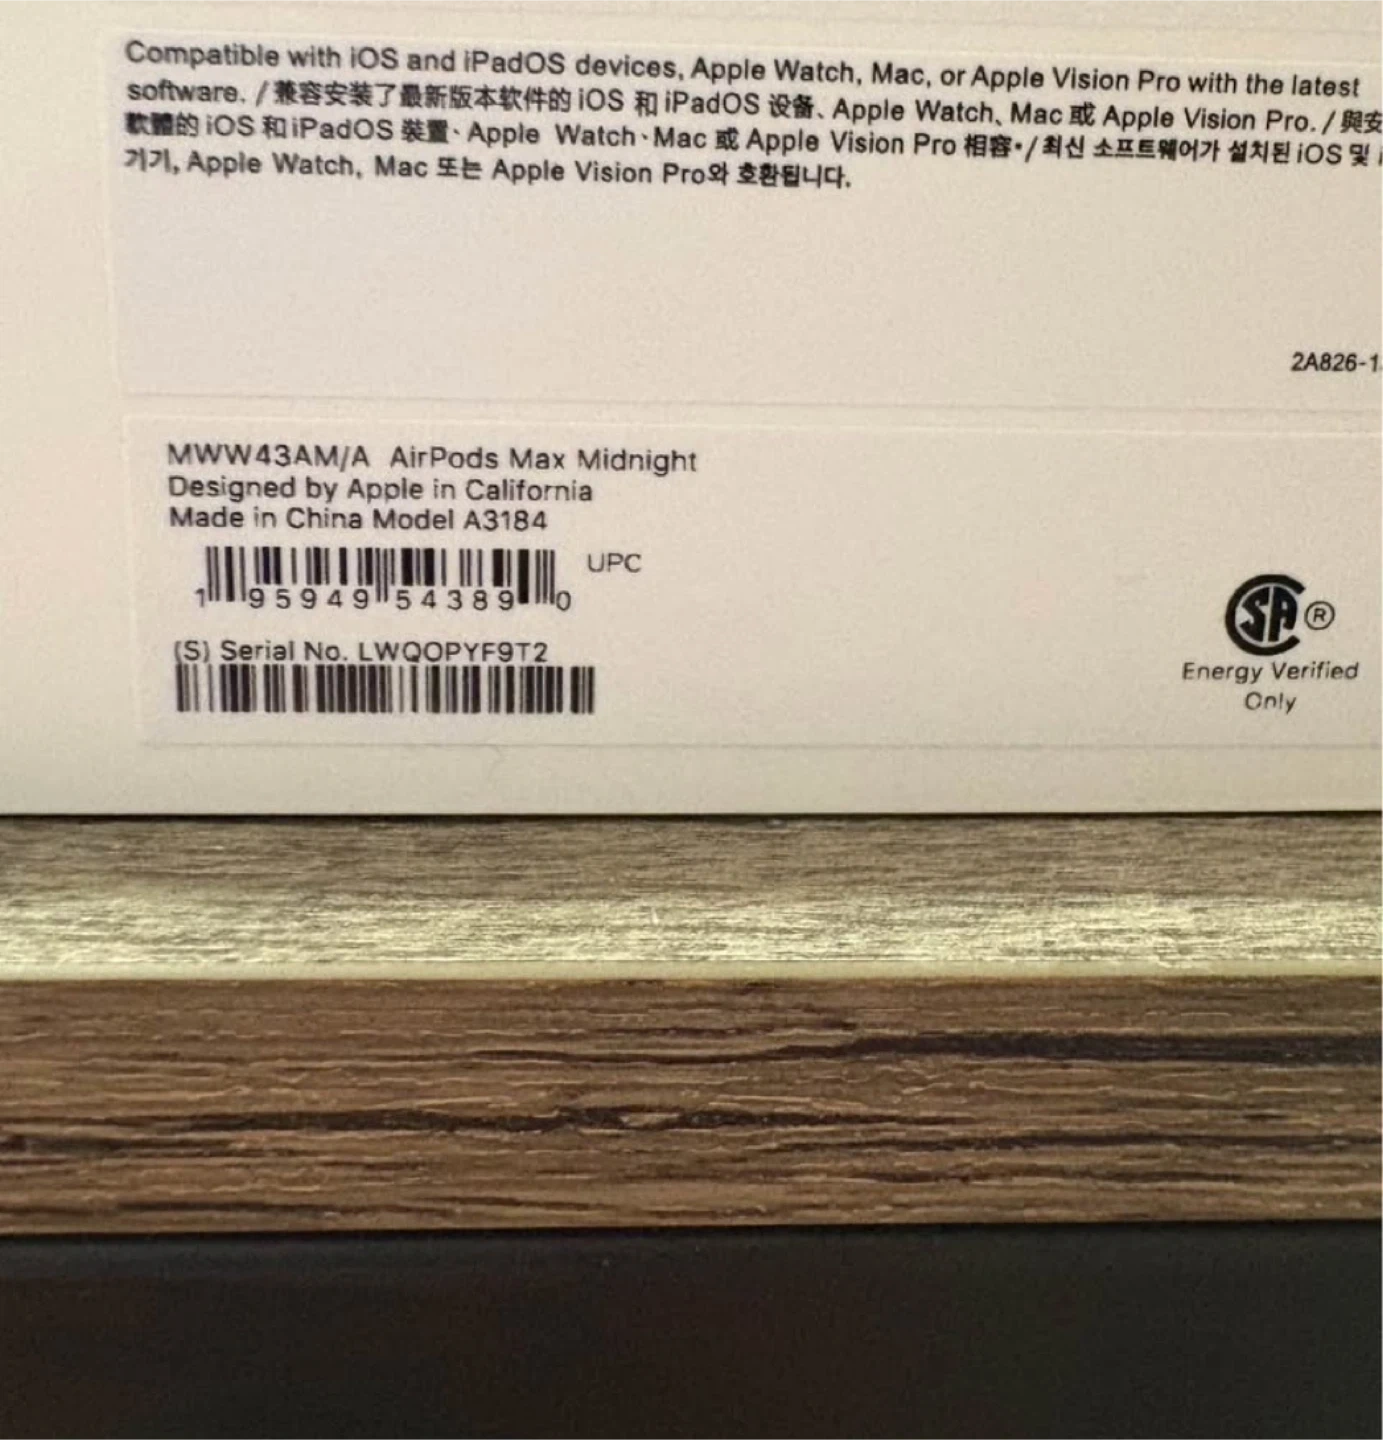 Compatible with iOS and iPadOS devices, Apple Watch, Mac, or Apple Vision Pro with the latest
software. / 兼容安装了最新版本软件的 iOS 和 iPadOS 设备、Apple Watch、Mac 或 Apple Vision Pro. / 與安
軟體的 iOS 和 iPadOS 裝置、Apple Watch、Mac 或 Apple Vision Pro 相容。/ 최신 소프트웨어가 설치된 iOS 및
기기, Apple Watch, Mac 또는 Apple Vision Pro와 호환됩니다.
2A826-1
MWW43AM/A AirPods Max Midnight
Designed by Apple in California
Made in China Model A3184
UPC
1 95949 54389 0
(S) Serial No. LWQOPYF9T2
SA ®
Energy Verified
Only